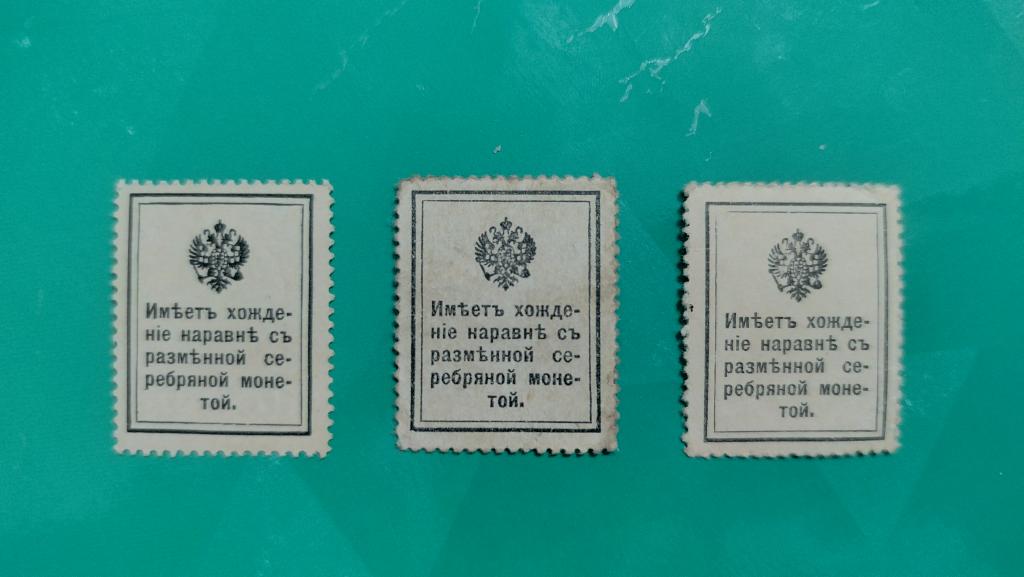 Имѣетъ хожде-
ніе наравнѣ съ
размѣнной се-
ребряной моне-
той.
Имѣетъ хожде-
ніе наравнѣ съ
размѣнной се-
ребряной моне-
той.
Имѣетъ хожде-
ніе наравнѣ съ
размѣнной се-
ребряной моне-
той.